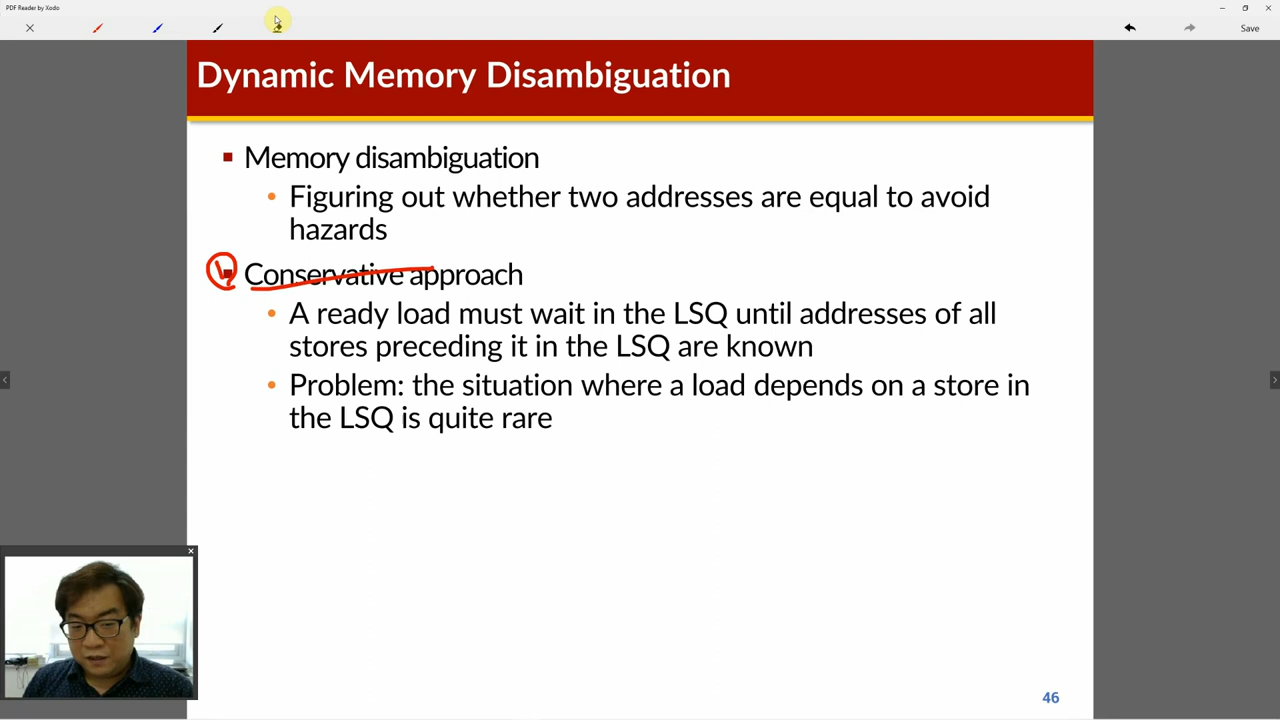 PDF Reader by Xodo
Save
Dynamic Memory Disambiguation
Memory disambiguation
Figuring out whether two addresses are equal to avoid
hazards
Conservative approach
A ready load must wait in the LSQ until addresses of all
stores preceding it in the LSQ are known
Problem: the situation where a load depends on a store in
the LSQ is quite rare
46